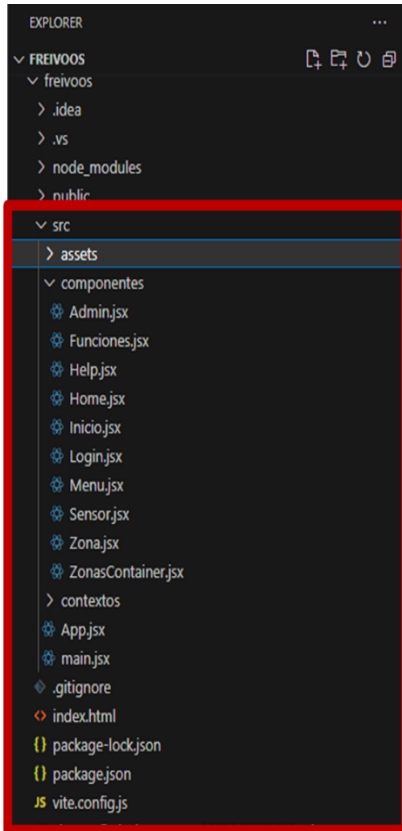 EXPLORER
FREIVOOS
freivoos
.idea
.vs
node_modules
public
src
assets
componentes
Admin.jsx
Funciones.jsx
Help.jsx
Home.jsx
Inicio.jsx
Login.jsx
Menu.jsx
Sensor.jsx
Zona.jsx
ZonasContainer.jsx
contextos
App.jsx
main.jsx
.gitignore
<> index.html
{} package-lock.json
{} package.json
JS vite.config.js